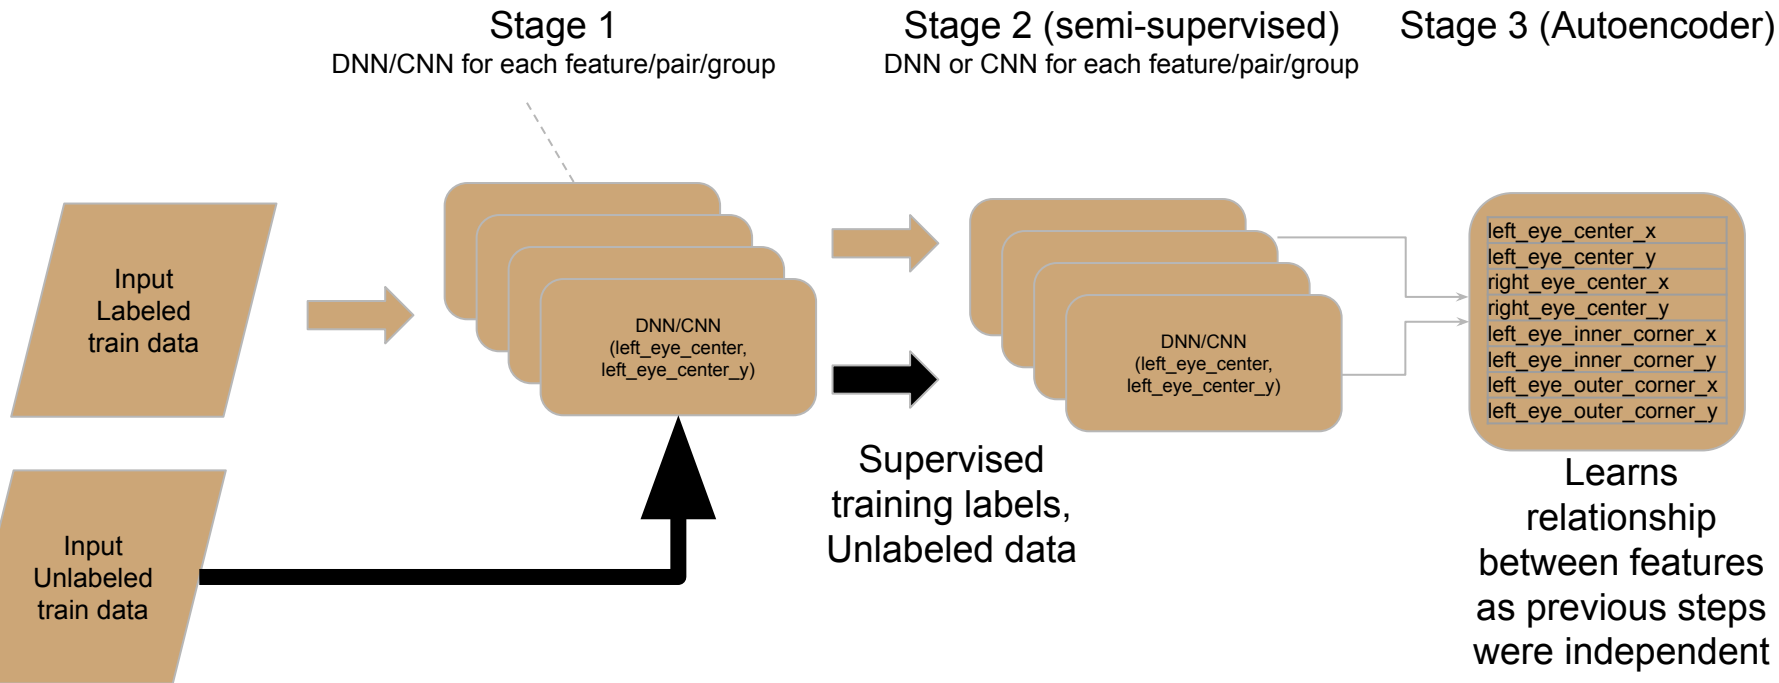 Stage 1
DNN/CNN for each feature/pair/group
Stage 2 (semi-supervised)
DNN or CNN for each feature/pair/group
Stage 3 (Autoencoder)
Input
Labeled
train data
DNN/CNN
(left_eye_center,
left_eye_center_y)
DNN/CNN
(left_eye_center,
left_eye_center_y)
left_eye_center_x
left_eye_center_y
right_eye_center_x
right_eye_center_y
left_eye_inner_corner_x
left_eye_inner_corner_y
left_eye_outer_corner_x
left_eye_outer_corner_y
Input
Unlabeled
train data
Supervised
training labels,
Unlabeled data
Learns
relationship
between features
as previous steps
were independent